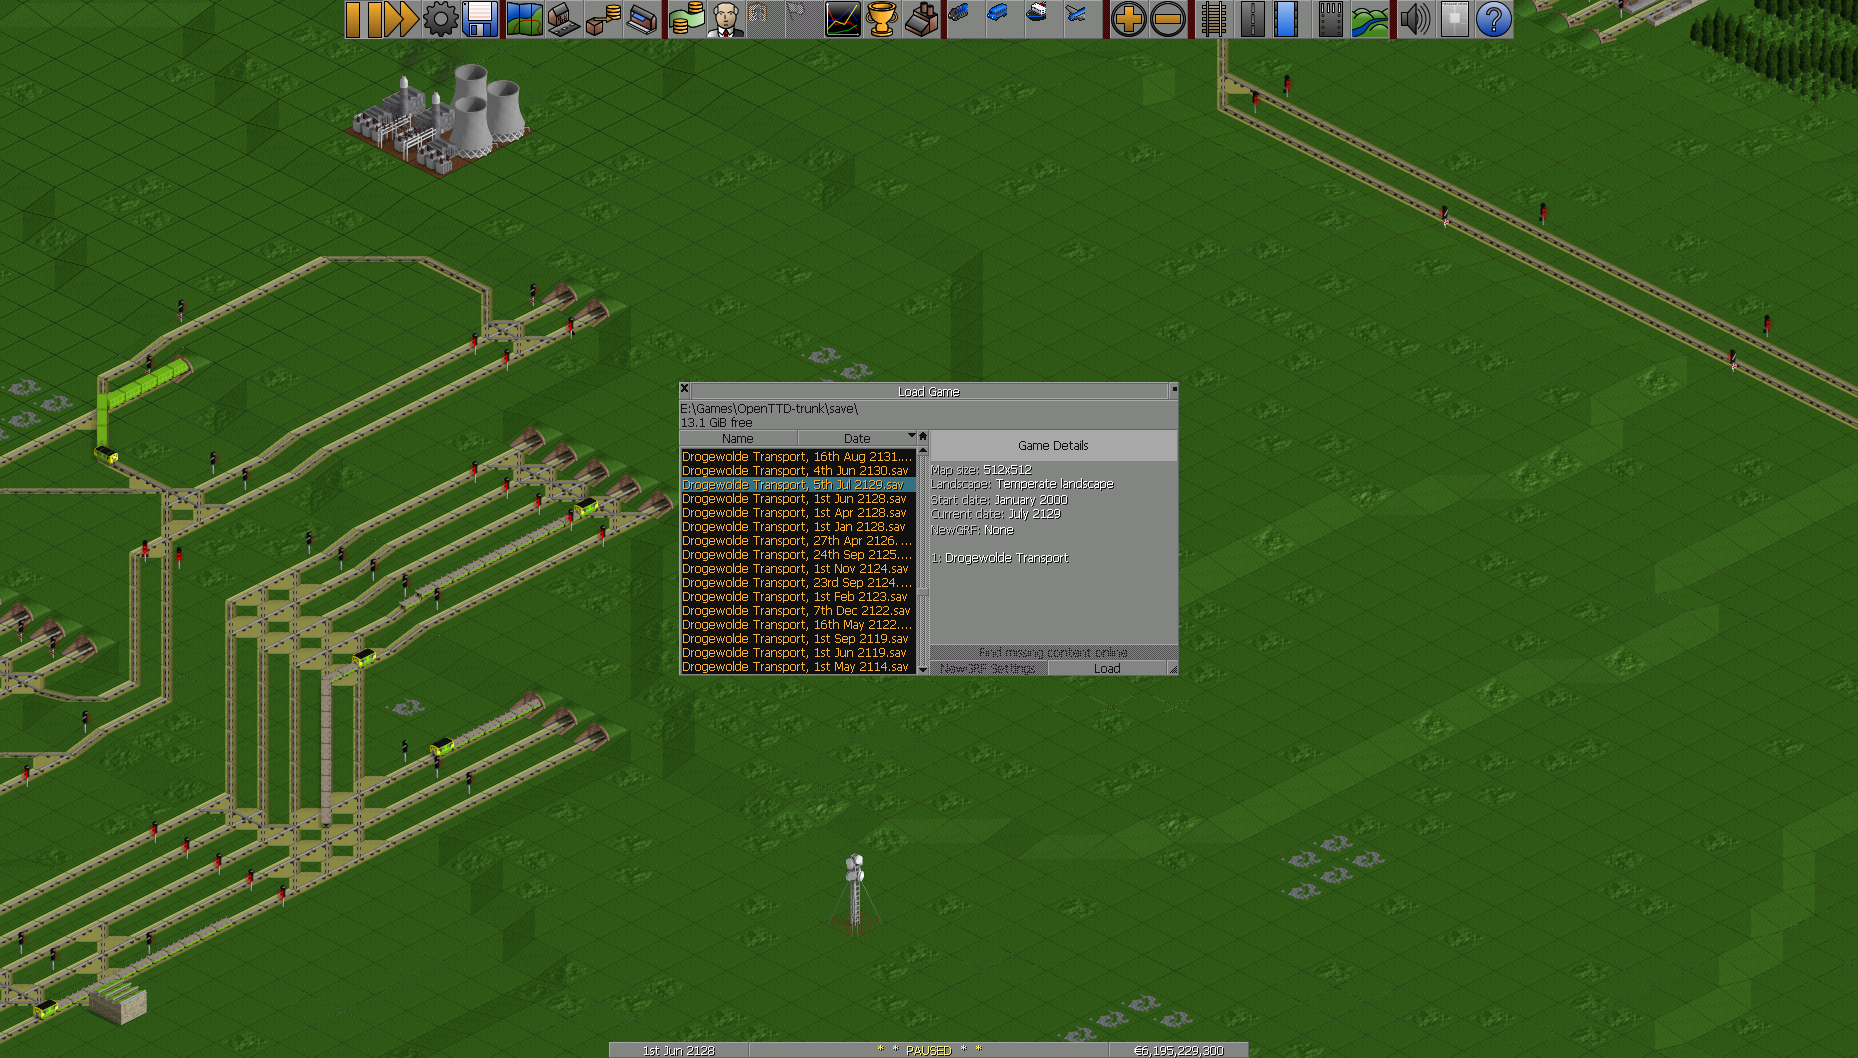 Load Game
E:\Games\OpenTTD-trunk\save\
13.1 GiB free
Name Date
Drogewolde Transport, 16th Aug 2131....
Drogewolde Transport, 4th Jun 2130.sav
Drogewolde Transport, 5th Jul 2129.sav
Drogewolde Transport, 1st Jun 2128.sav
Drogewolde Transport, 1st Apr 2128.sav
Drogewolde Transport, 1st Jan 2128.sav
Drogewolde Transport, 27th Apr 2126....
Drogewolde Transport, 24th Sep 2125....
Drogewolde Transport, 1st Nov 2124.sav
Drogewolde Transport, 23rd Sep 2124....
Drogewolde Transport, 1st Feb 2123.sav
Drogewolde Transport, 7th Dec 2122.sav
Drogewolde Transport, 16th May 2122....
Drogewolde Transport, 1st Sep 2119.sav
Drogewolde Transport, 1st Jun 2119.sav
Drogewolde Transport, 1st May 2114.sav
Game Details
Map size: 512x512
Landscape: Temperate landscape
Start date: January 2000
Current date: July 2129
NewGRF: None
1: Drogewolde Transport
Find missing content online
NewGRF Settings Load
1st Jun 2128 * * PAUSED * * €6,195,229,300